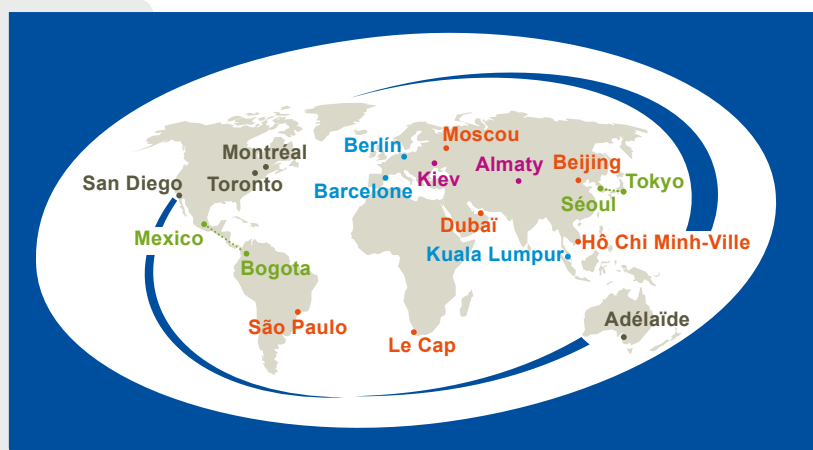 Moscou
Berlín
Montréal
Almaty
Beijing
San Diego
Toronto
Barcelone
Kiev
Tokyo
Séoul
Mexico
Dubaï
Hô Chi Minh-Ville
Kuala Lumpur
Bogota
São Paulo
Adélaïde
Le Cap